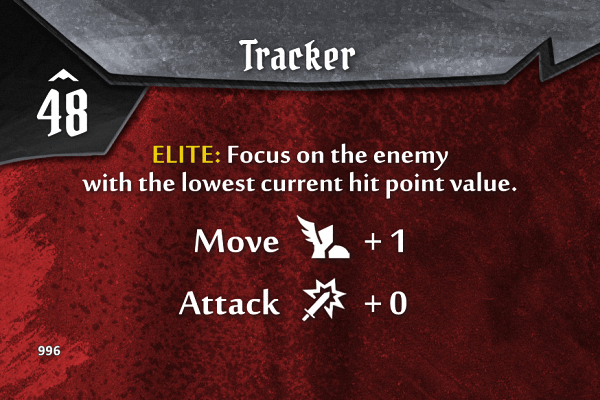 Tracker
48
ELITE: Focus on the enemy
with the lowest current hit point value.
Move + 1
Attack + 0
996